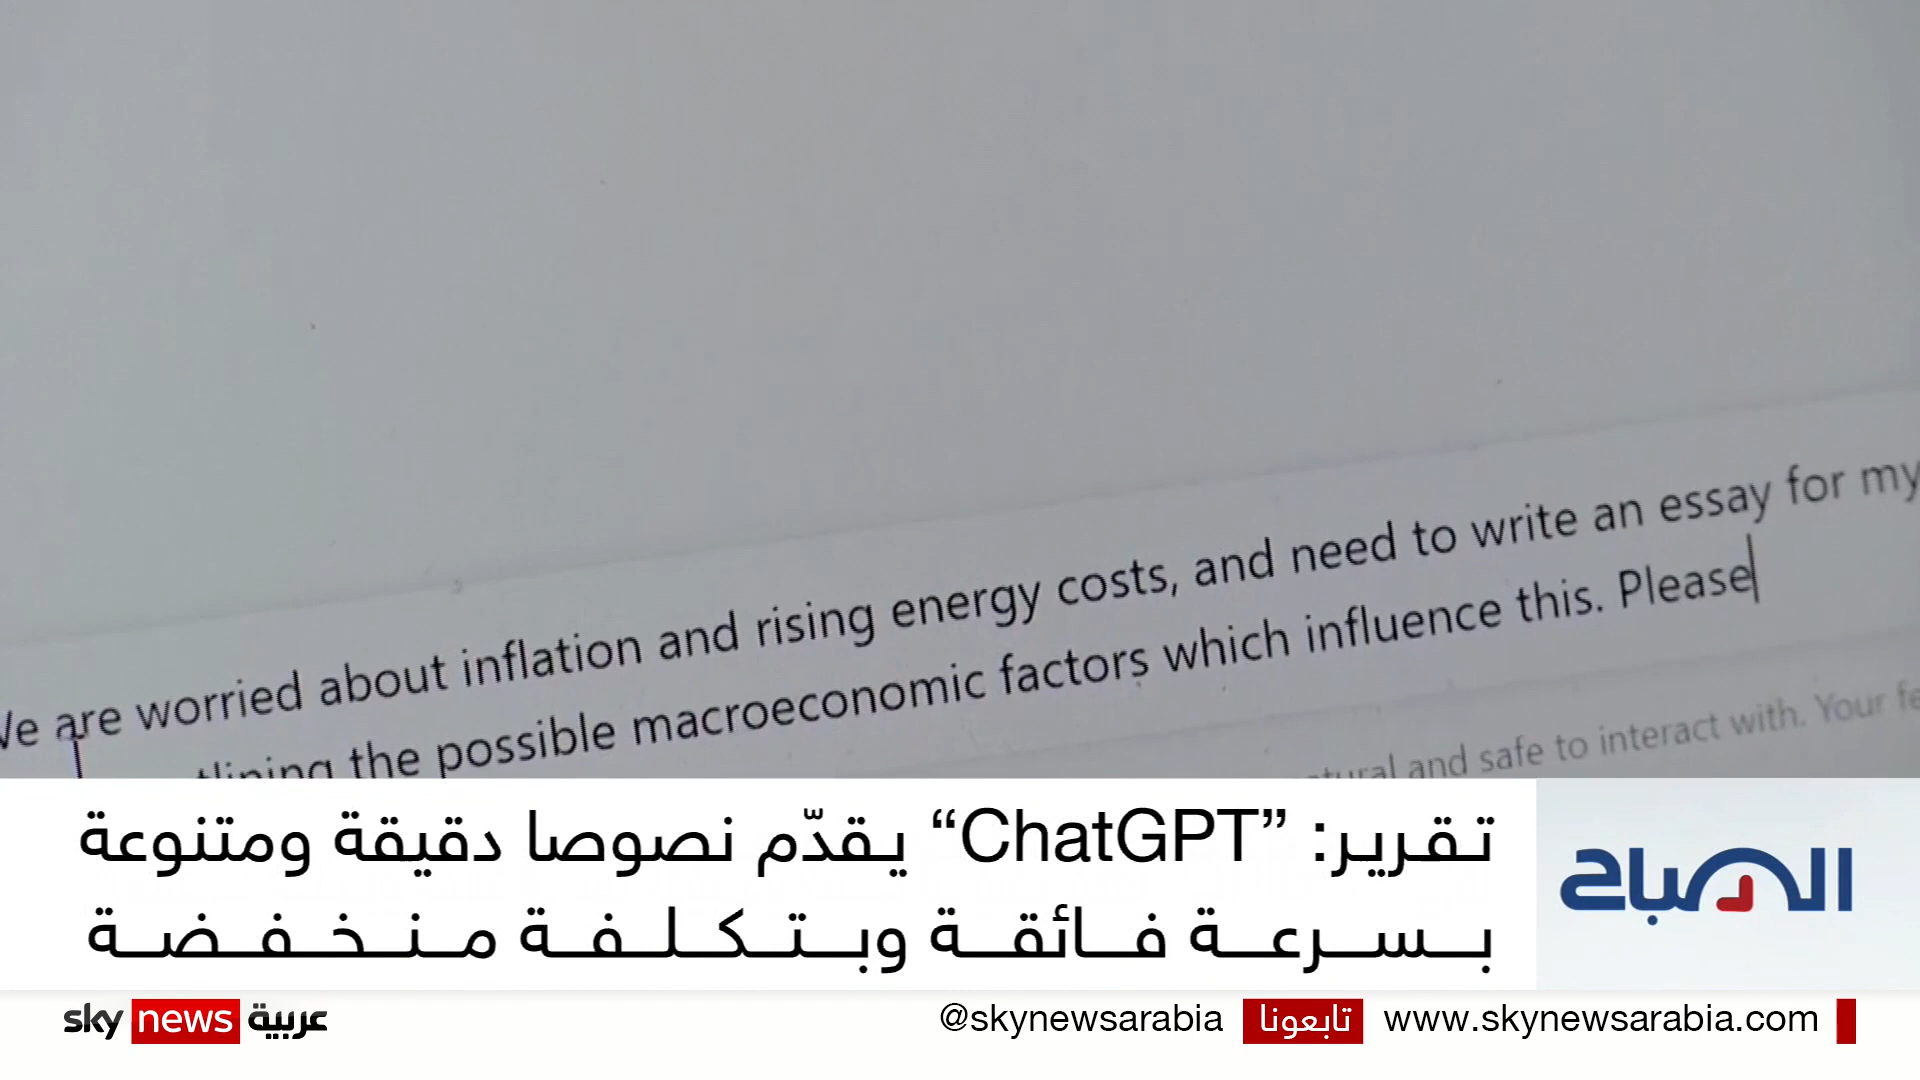 We are worried about inflation and rising energy costs, and need to write an essay for my
the possible macroeconomic factors which influence this. Please
and safe to interact with. Your
تقرير: "ChatGPT" يقدّم نصوصا دقيقة ومتنوعة
بسرعة فائقة وبتكلفة منخفضة
الصباح
sky news عربية
@skynewsarabia تابعونا www.skynewsarabia.com